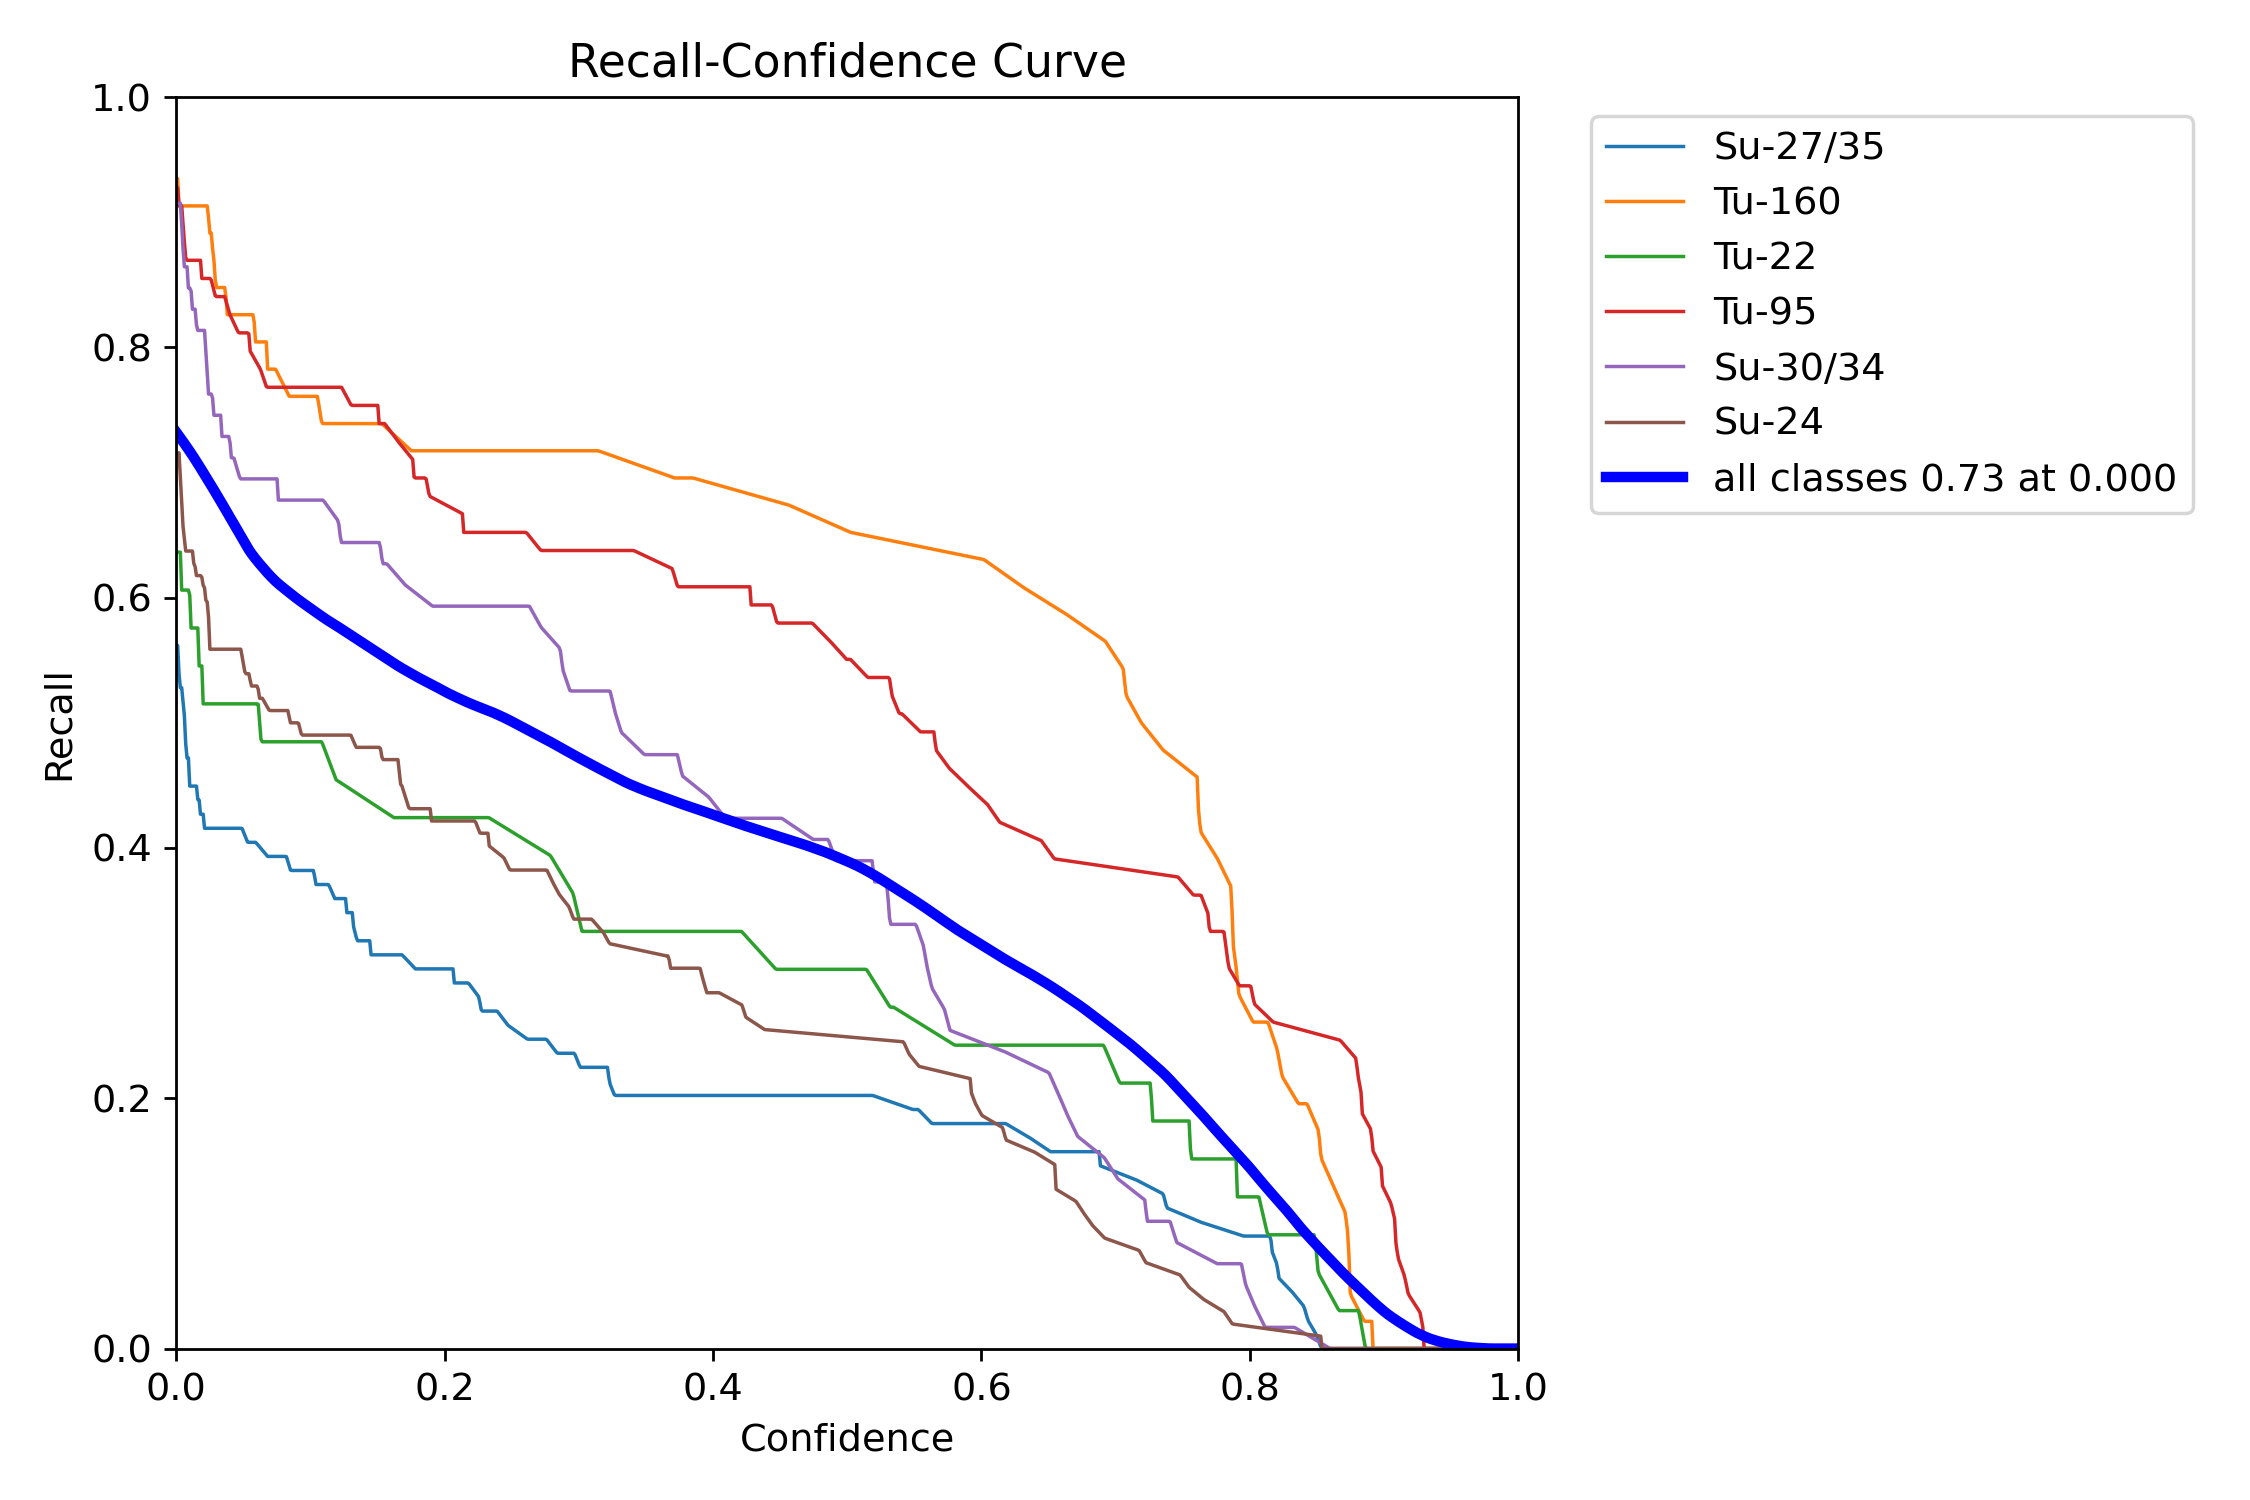 Recall-Confidence Curve
1.0
0.8
0.6
0.4
0.2
0.0
Recall
0.0 0.2 0.4 0.6 0.8 1.0
Confidence
Su-27/35
Tu-160
Tu-22
Tu-95
Su-30/34
Su-24
all classes 0.73 at 0.000